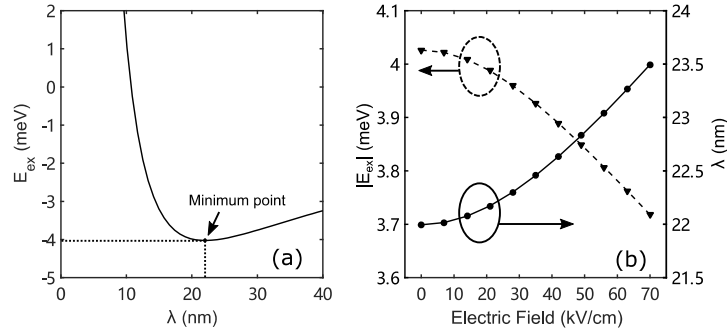 2
1
0
-1
-2
-3
-4
-5
E_ex (meV)
Minimum point
(a)
0 10 20 30 40
λ (nm)
4.1
4
3.9
3.8
3.7
3.6
|E_ex| (meV)
24
23.5
23
22.5
22
21.5
λ (nm)
(b)
0 10 20 30 40 50 60 70
Electric Field (kV/cm)